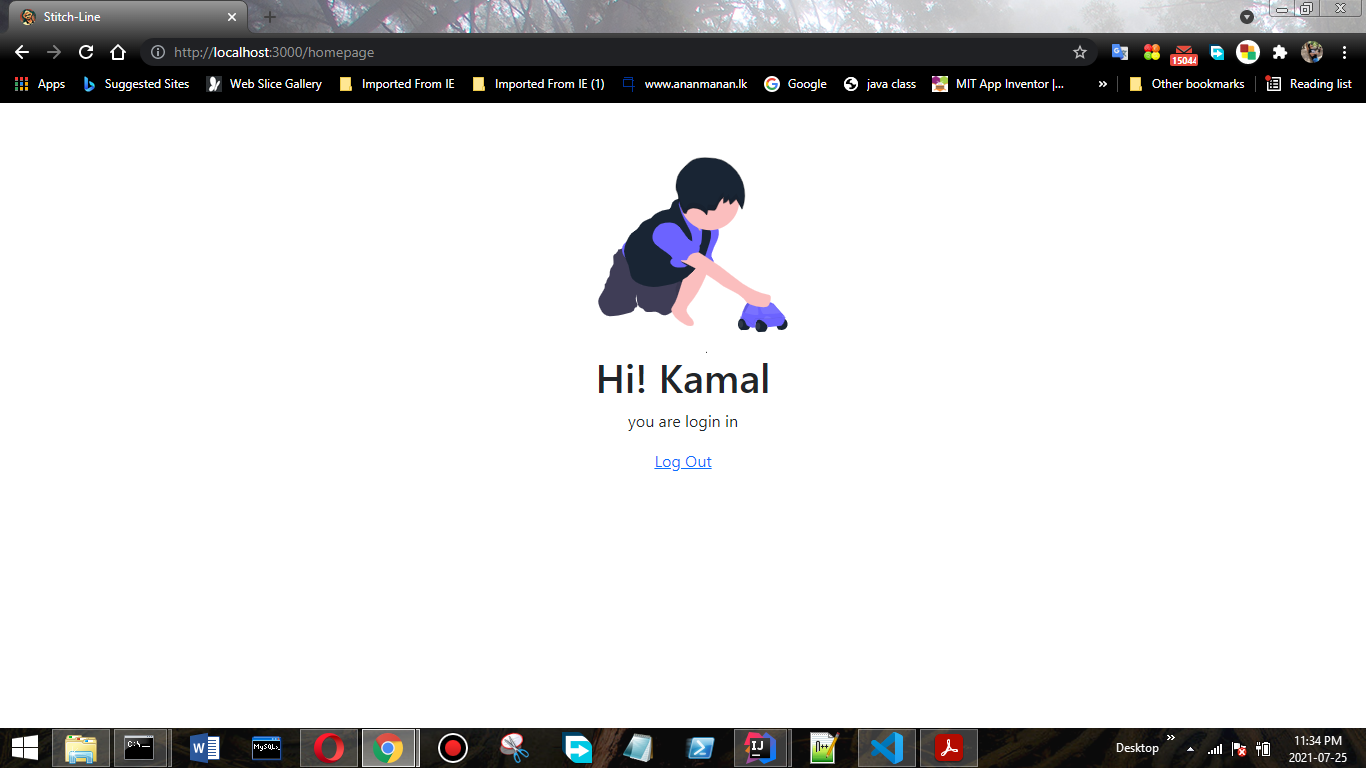 Stitch-Line
http://localhost:3000/homepage
15044
Apps Suggested Sites Web Slice Gallery Imported From IE Imported From IE (1) www.ananmanan.lk Google java class MIT App Inventor |... » Other bookmarks Reading list
Hi! Kamal
you are login in
Log Out
C:\
W
MySQL
IJ
Desktop »
11:34 PM
2021-07-25